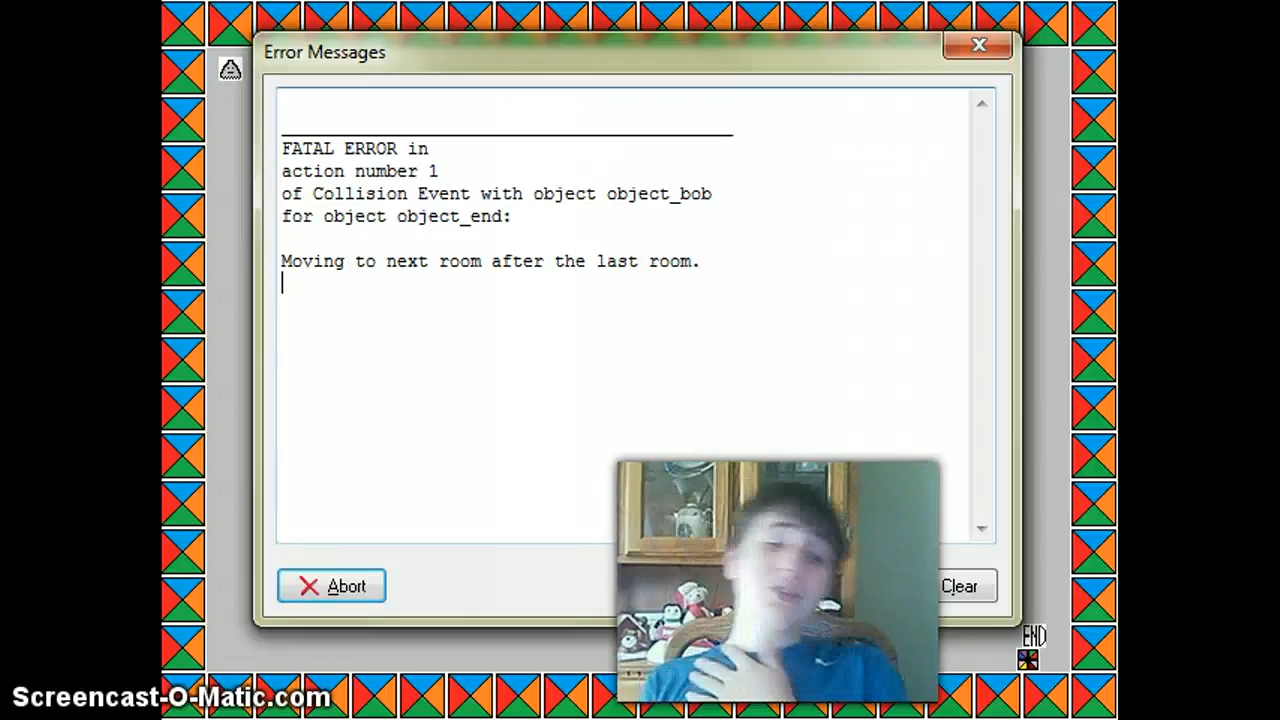 Error Messages
FATAL ERROR in
action number 1
of Collision Event with object object_bob
for object object_end:
Moving to next room after the last room.
Abort
Clear
END
Screencast-O-Matic.com